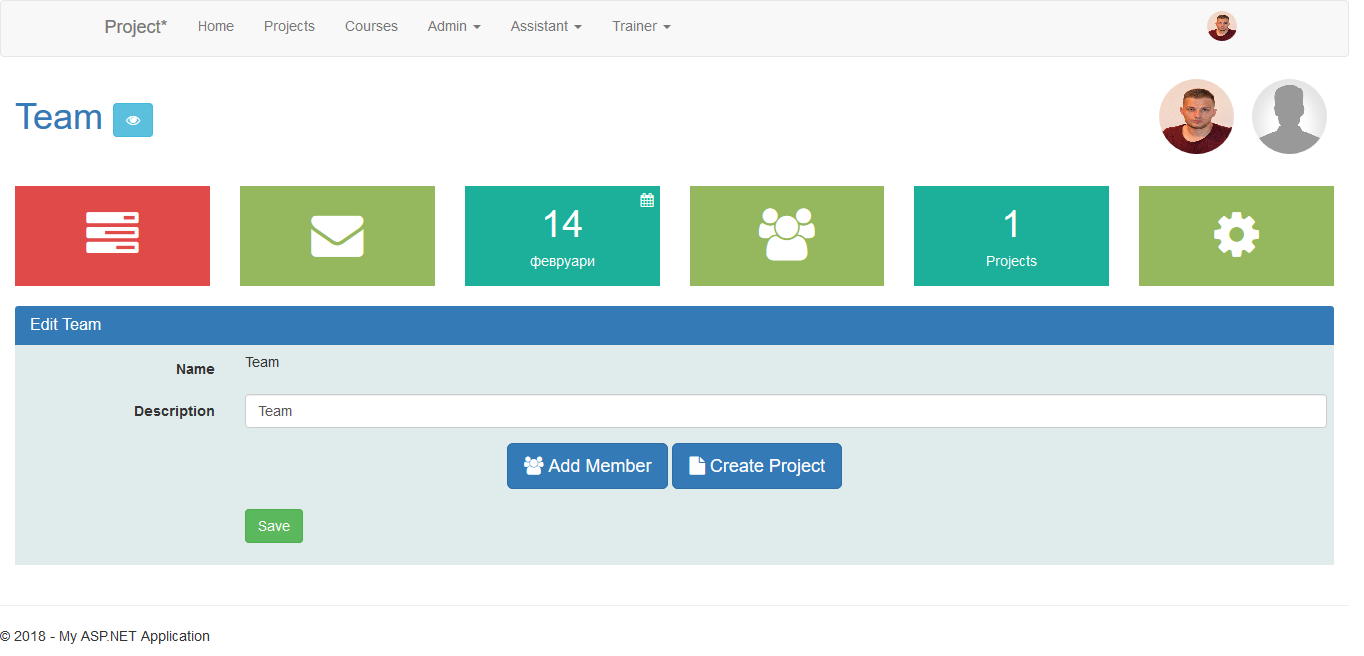 Project* Home Projects Courses Admin Assistant Trainer
Team
14
февруари
1
Projects
Edit Team
Name Team
Description Team
Add Member Create Project
Save
© 2018 - My ASP.NET Application